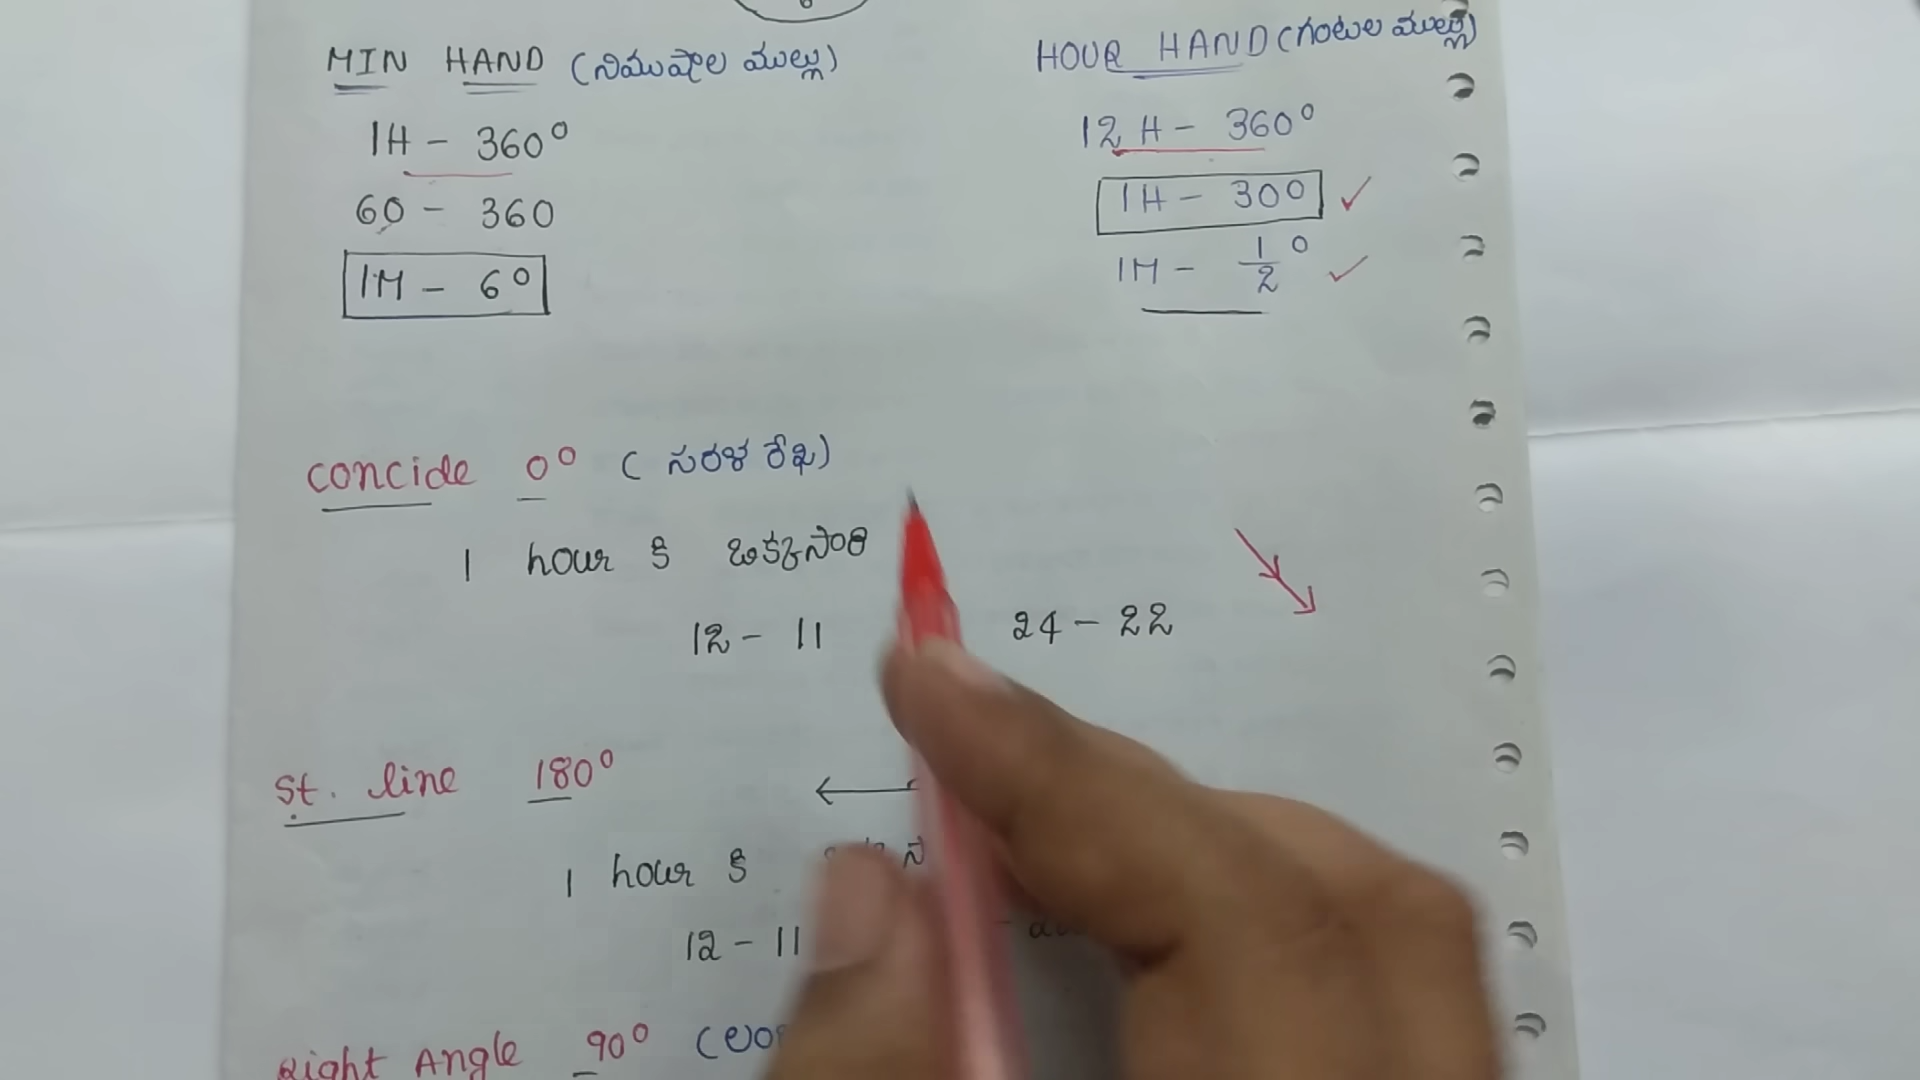 MIN HAND (నిముషాల ముల్లు)
1H - 360°
60 - 360
1M - 6°
HOUR HAND (గంటల ముల్లు)
12 H - 360°
1H - 30°
1M - 1/2°
concide 0° (సరళ రేఖ)
1 hour కి ఒక్కసారి
12 - 11 24 - 22
St. line 180°
1 hour కి
12 - 11
Right Angle 90°